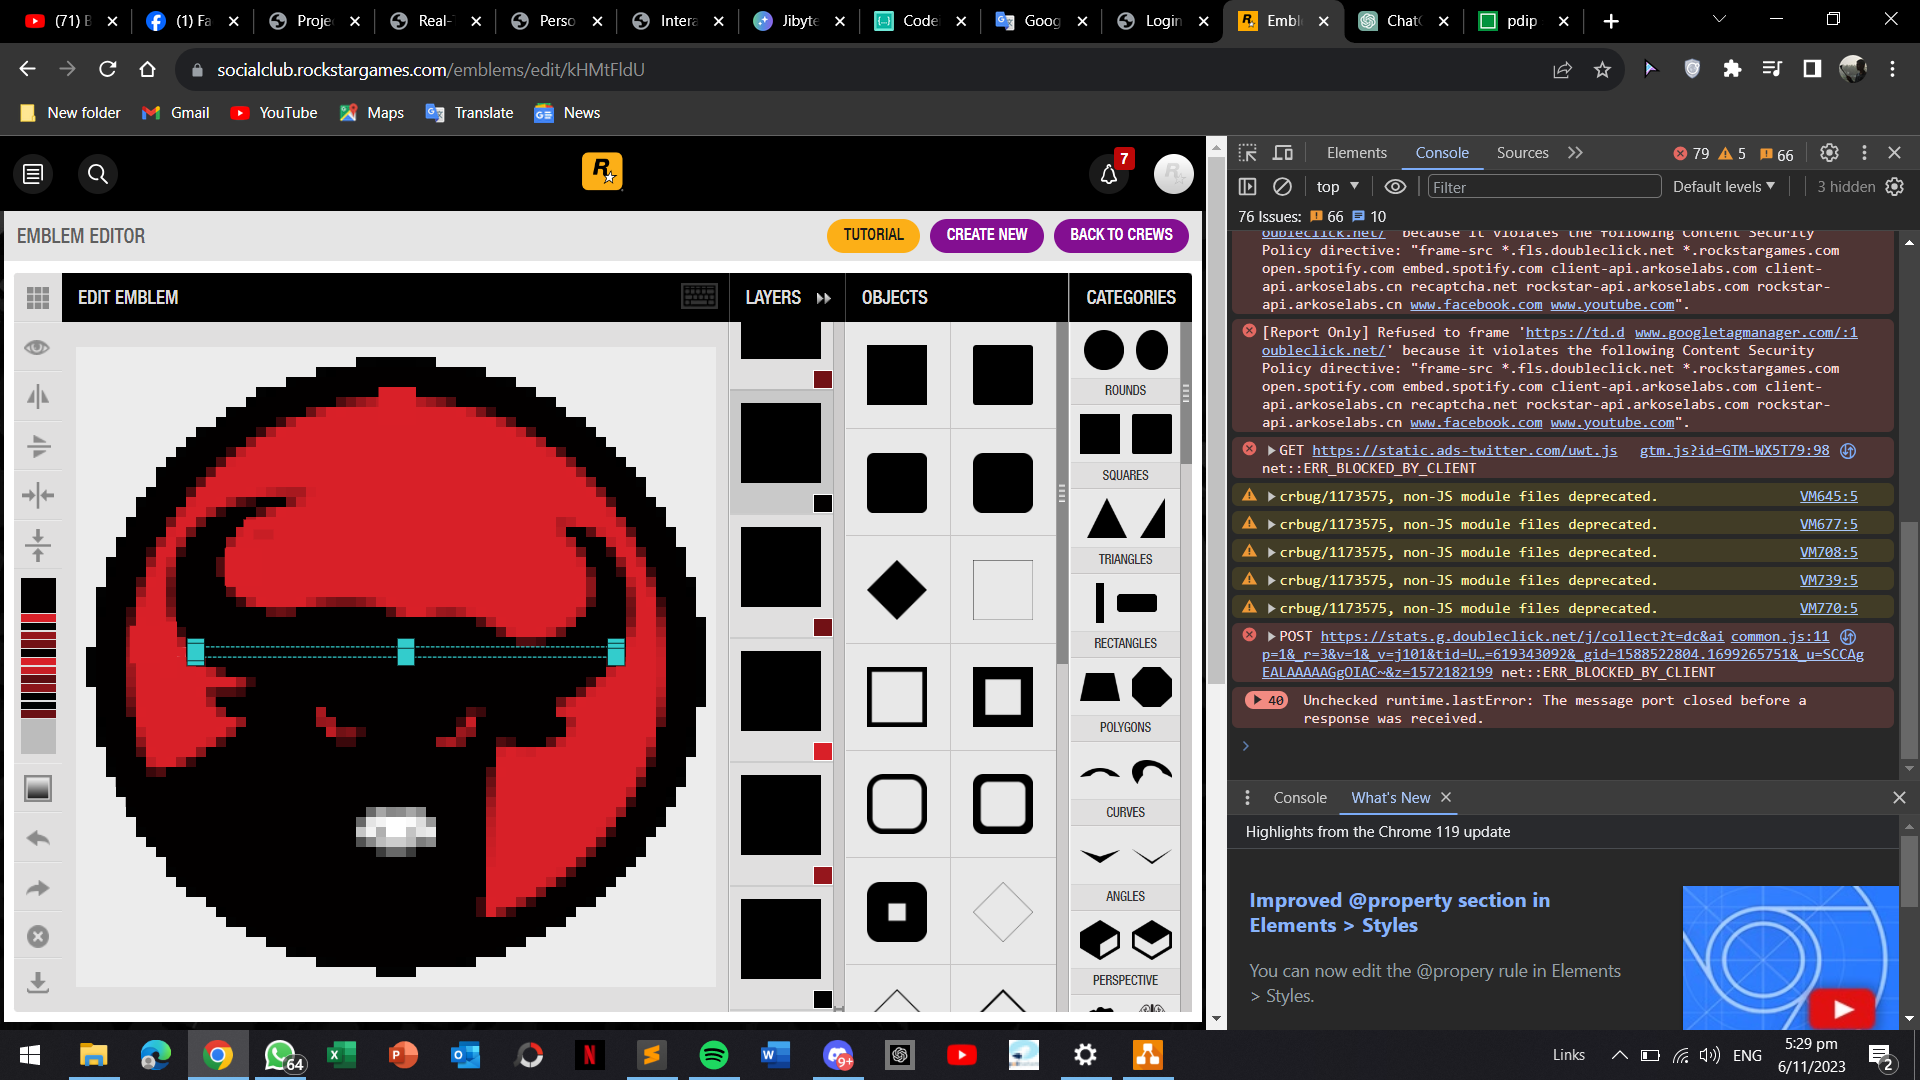 (71) B
(1) Fa
Proje
Real-
Perso
Intera
Jibyte
Code
Goog
Login
Emble
Chat
pdip
socialclub.rockstargames.com/emblems/edit/kHMtFldU
New folder
Gmail
YouTube
Maps
Translate
News
7
EMBLEM EDITOR
TUTORIAL
CREATE NEW
BACK TO CREWS
EDIT EMBLEM
LAYERS
OBJECTS
CATEGORIES
ROUNDS
SQUARES
TRIANGLES
RECTANGLES
POLYGONS
CURVES
ANGLES
PERSPECTIVE
Elements
Console
Sources
79
5
66
top
Filter
Default levels
3 hidden
76 Issues:
66
10
oubleclick.net/' because it violates the following Content Security
Policy directive: "frame-src *.fls.doubleclick.net *.rockstargames.com
open.spotify.com embed.spotify.com client-api.arkoselabs.com client-
api.arkoselabs.cn recaptcha.net rockstar-api.arkoselabs.com rockstar-
api.arkoselabs.cn www.facebook.com www.youtube.com".
[Report Only] Refused to frame 'https://td.d www.googletagmanager.com/:1
oubleclick.net/' because it violates the following Content Security
Policy directive: "frame-src *.fls.doubleclick.net *.rockstargames.com
open.spotify.com embed.spotify.com client-api.arkoselabs.com client-
api.arkoselabs.cn recaptcha.net rockstar-api.arkoselabs.com rockstar-
api.arkoselabs.cn www.facebook.com www.youtube.com".
GET https://static.ads-twitter.com/uwt.js gtm.js?id=GTM-WX5T79:98
net::ERR_BLOCKED_BY_CLIENT
crbug/1173575, non-JS module files deprecated. VM645:5
crbug/1173575, non-JS module files deprecated. VM677:5
crbug/1173575, non-JS module files deprecated. VM708:5
crbug/1173575, non-JS module files deprecated. VM739:5
crbug/1173575, non-JS module files deprecated. VM770:5
POST https://stats.g.doubleclick.net/j/collect?t=dc&ai common.js:11
p=1&_r=3&v=1&_v=j101&tid=U…=619343092&_gid=1588522804.1699265751&_u=SCCAg
EALAAAAAGgOIAC~&z=1572182199 net::ERR_BLOCKED_BY_CLIENT
40 Unchecked runtime.lastError: The message port closed before a
response was received.
Console
What's New
Highlights from the Chrome 119 update
Improved @property section in
Elements > Styles
You can now edit the @propery rule in Elements
> Styles.
64
9+
Links
ENG
5:29 pm
6/11/2023
2